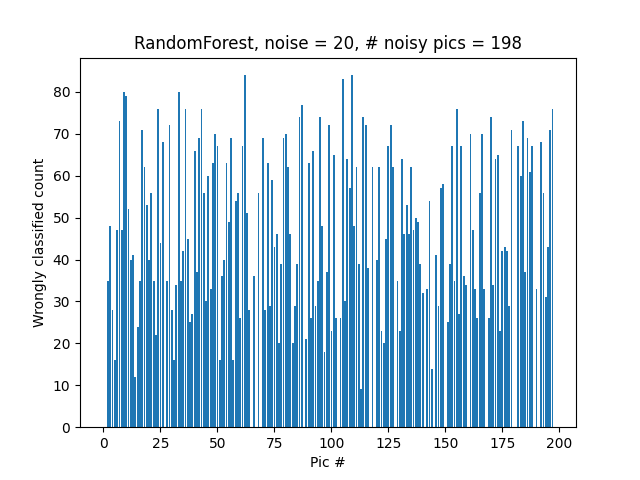 RandomForest, noise = 20, # noisy pics = 198
Wrongly classified count
80
70
60
50
40
30
20
10
0
0 25 50 75 100 125 150 175 200
Pic #